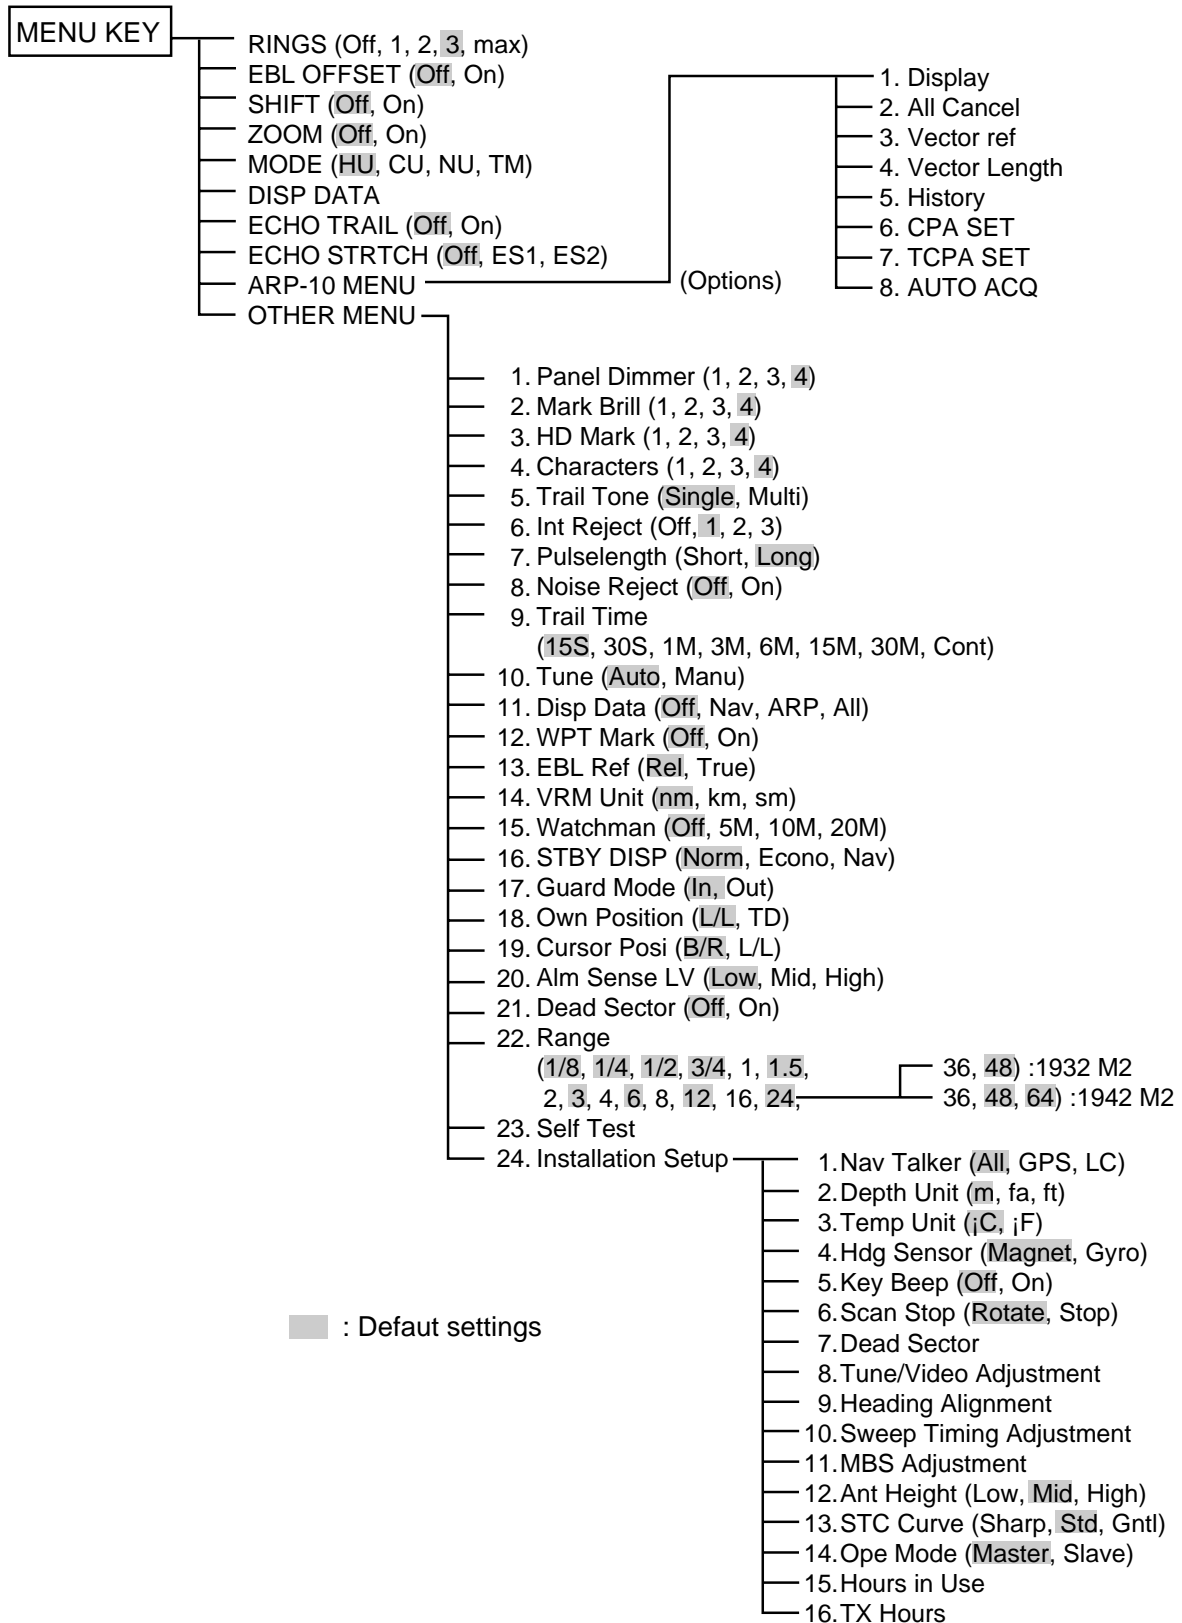 MENU KEY
RINGS (Off, 1, 2, 3, max)
EBL OFFSET (Off, On)
SHIFT (Off, On)
ZOOM (Off, On)
MODE (HU, CU, NU, TM)
DISP DATA
ECHO TRAIL (Off, On)
ECHO STRTCH (Off, ES1, ES2)
ARP-10 MENU
(Options)
OTHER MENU
1. Display
2. All Cancel
3. Vector ref
4. Vector Length
5. History
6. CPA SET
7. TCPA SET
8. AUTO ACQ
1. Panel Dimmer (1, 2, 3, 4)
2. Mark Brill (1, 2, 3, 4)
3. HD Mark (1, 2, 3, 4)
4. Characters (1, 2, 3, 4)
5. Trail Tone (Single, Multi)
6. Int Reject (Off, 1, 2, 3)
7. Pulselength (Short, Long)
8. Noise Reject (Off, On)
9. Trail Time
(15S, 30S, 1M, 3M, 6M, 15M, 30M, Cont)
10. Tune (Auto, Manu)
11. Disp Data (Off, Nav, ARP, All)
12. WPT Mark (Off, On)
13. EBL Ref (Rel, True)
14. VRM Unit (nm, km, sm)
15. Watchman (Off, 5M, 10M, 20M)
16. STBY DISP (Norm, Econo, Nav)
17. Guard Mode (In, Out)
18. Own Position (L/L, TD)
19. Cursor Posi (B/R, L/L)
20. Alm Sense LV (Low, Mid, High)
21. Dead Sector (Off, On)
22. Range
(1/8, 1/4, 1/2, 3/4, 1, 1.5,
36, 48) :1932 M2
2, 3, 4, 6, 8, 12, 16, 24,
36, 48, 64) :1942 M2
23. Self Test
24. Installation Setup
1.Nav Talker (All, GPS, LC)
2.Depth Unit (m, fa, ft)
3.Temp Unit (¡C, ¡F)
4.Hdg Sensor (Magnet, Gyro)
5.Key Beep (Off, On)
6.Scan Stop (Rotate, Stop)
7.Dead Sector
8.Tune/Video Adjustment
9.Heading Alignment
10.Sweep Timing Adjustment
11.MBS Adjustment
12.Ant Height (Low, Mid, High)
13.STC Curve (Sharp, Std, Gntl)
14.Ope Mode (Master, Slave)
15.Hours in Use
16.TX Hours
: Defaut settings